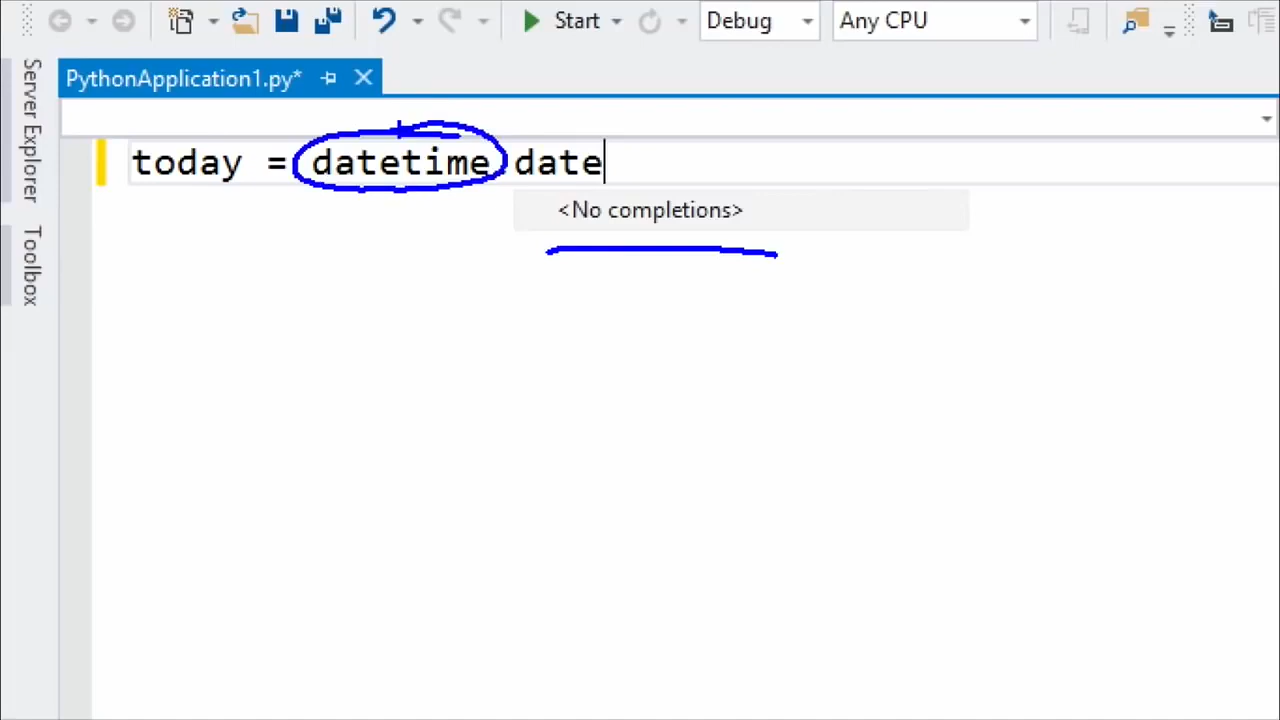 Start Debug Any CPU
Server Explorer
Toolbox
PythonApplication1.py*
today = datetime.date
<No completions>